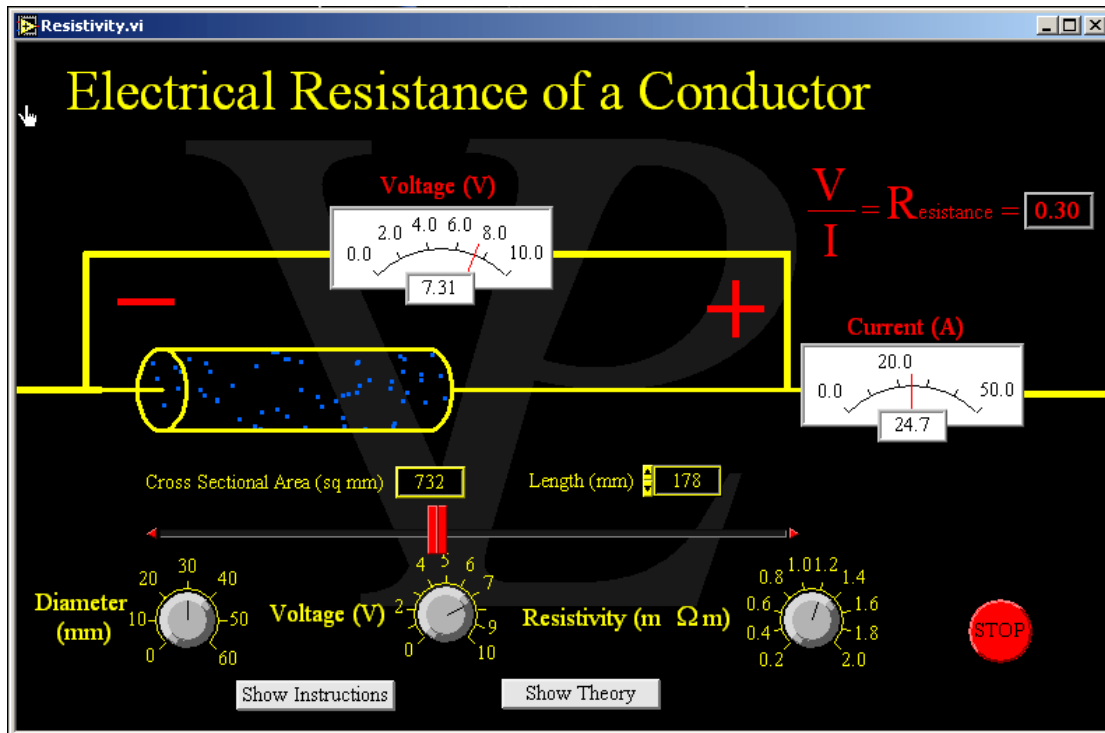 Resistivity.vi
Electrical Resistance of a Conductor
Voltage (V)
0.0 2.0 4.0 6.0 8.0 10.0
7.31
V
I
= Resistance = 0.30
Current (A)
0.0 20.0 50.0
24.7
Cross Sectional Area (sq mm) 732
Length (mm) 178
Diameter
(mm)
0 10 20 30 40 50 60
Voltage (V)
0 2 4 5 6 7 9 10
Resistivity (m Ωm)
0.2 0.4 0.6 0.8 1.0 1.2 1.4 1.6 1.8 2.0
STOP
Show Instructions
Show Theory